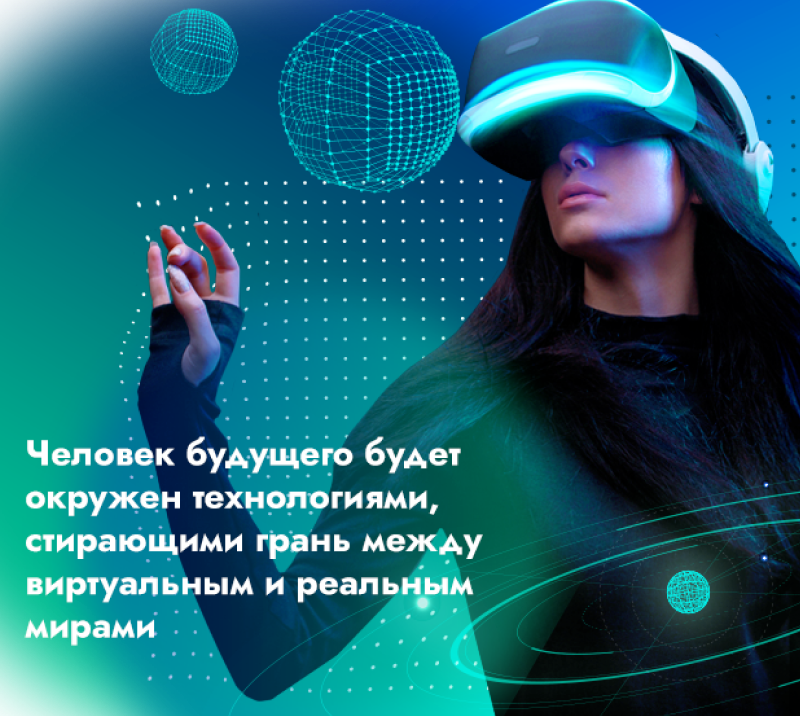 Человек будущего будет
окружен технологиями,
стирающими грань между
виртуальным и реальным
мирами